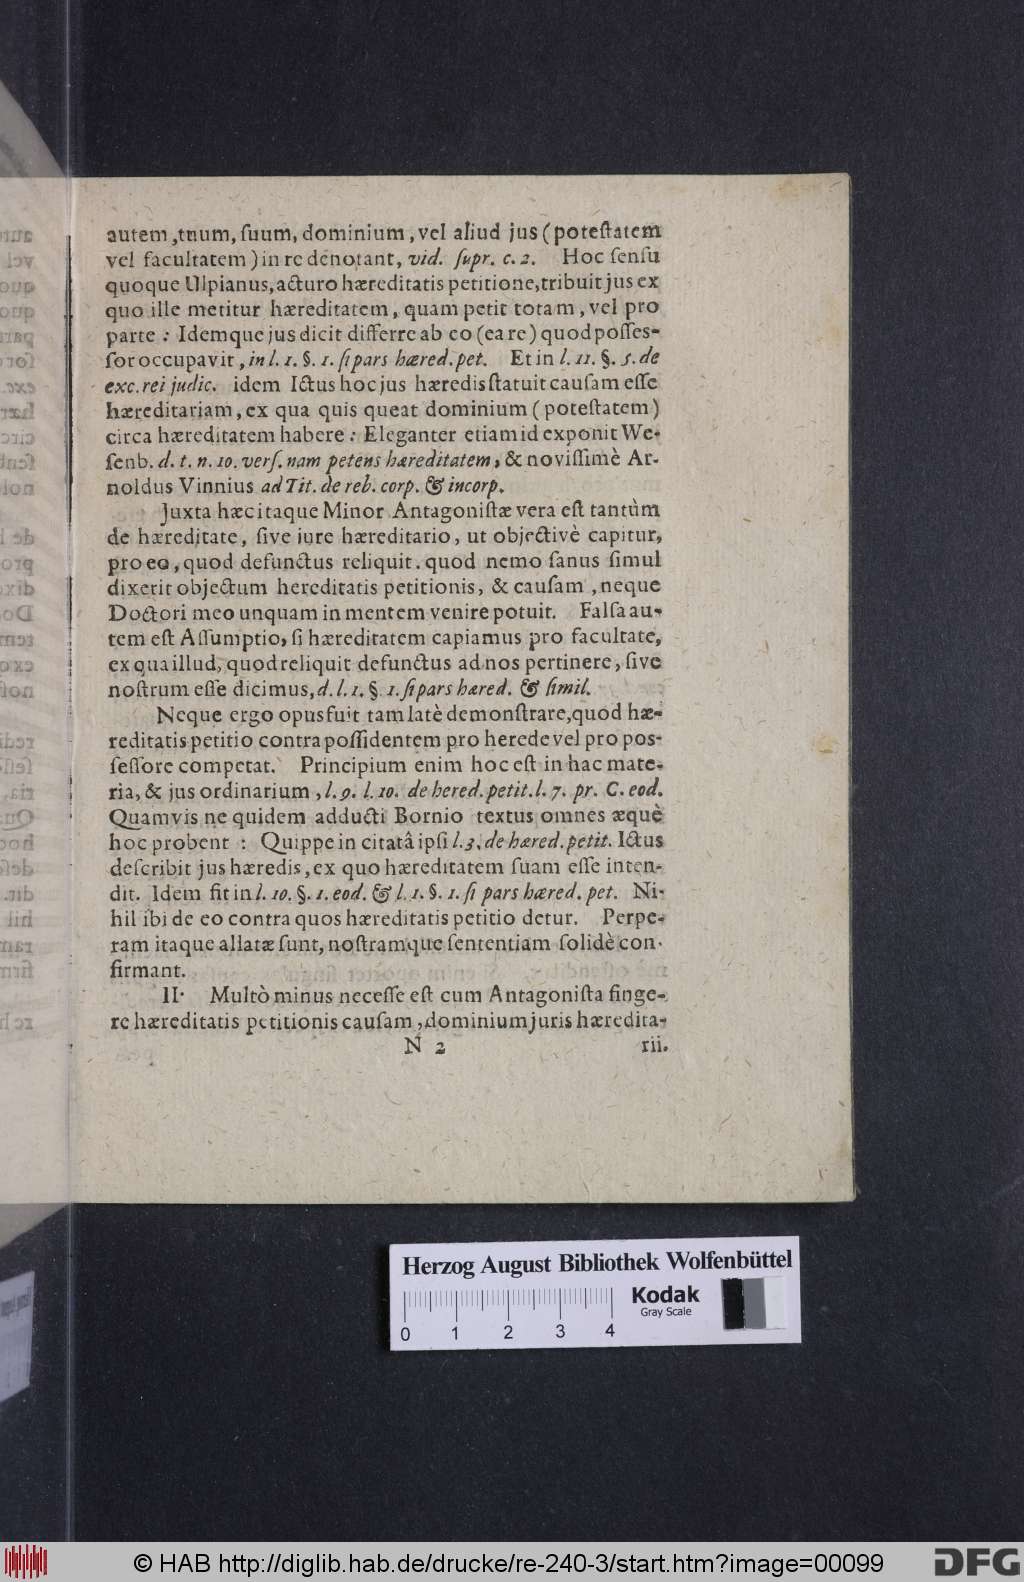 autem, tuum, ſuum, dominium, vel aliud jus (poteſtatem
vel facultatem) in re denotant, vid. ſupr. c. 2. Hoc ſenſu
quoque Ulpianus, acturo hæreditatis petitione, tribuit jus ex
quo ille metitur hæreditatem, quam petit totam, vel pro
parte: Idemque jus dicit differre ab eo (ea re) quod poſſeſ-
ſor occupavit, in l. 1. §. 1. ſi pars hæred. pet. Et in l. 11. §. 5. de
exc. rei judic. idem Ictus hoc jus hæredis ſtatuit cauſam eſſe
hæreditariam, ex qua quis queat dominium (poteſtatem)
circa hæreditatem habere: Eleganter etiam id exponit We-
ſenb. d. t. n. 10. verſ. nam petens hæreditatem, & noviſſimè Ar-
noldus Vinnius ad Tit. de reb. corp. & incorp.
Juxta hæc itaque Minor Antagoniſtæ vera eſt tantùm
de hæreditate, ſive iure hæreditario, ut objectivè capitur,
pro eo, quod defunctus reliquit. quod nemo ſanus ſimul
dixerit objectum hereditatis petitionis, & cauſam, neque
Doctori meo unquam in mentem venire potuit. Falſa au-
tem eſt Aſſumptio, ſi hæreditatem capiamus pro facultate,
ex qua illud, quod reliquit defunctus ad nos pertinere, ſive
noſtrum eſſe dicimus, d. l. 1. §. 1. ſi pars hæred. & ſimil.
Neque ergo opus fuit tam latè demonſtrare, quod hæ-
reditatis petitio contra poſſidentem pro herede vel pro poſ-
ſeſſore competat. Principium enim hoc eſt in hac mate-
ria, & jus ordinarium, l. 9. l. 10. de hered. petit. l. 7. pr. C. eod.
Quamvis ne quidem adducti Bornio textus omnes æquè
hoc probent: Quippe in citatâ ipſi l. 3. de hæred. petit. Ictus
deſcribit jus hæredis, ex quo hæreditatem ſuam eſſe inten-
dit. Idem fit in l. 10. §. 1. eod. & l. 1. §. 1. ſi pars hæred. pet. Ni-
hil ibi de eo contra quos hæreditatis petitio detur. Perpe-
ram itaque allatæ ſunt, noſtramque ſententiam ſolidè con-
firmant.
II. Multò minus neceſſe eſt cum Antagoniſta finge-
re hæreditatis petitionis cauſam, dominium juris hæredita-
N 2 rii.
Herzog August Bibliothek Wolfenbüttel
Kodak
Gray Scale
0 1 2 3 4
© HAB http://diglib.hab.de/drucke/re-240-3/start.htm?image=00099
DFG